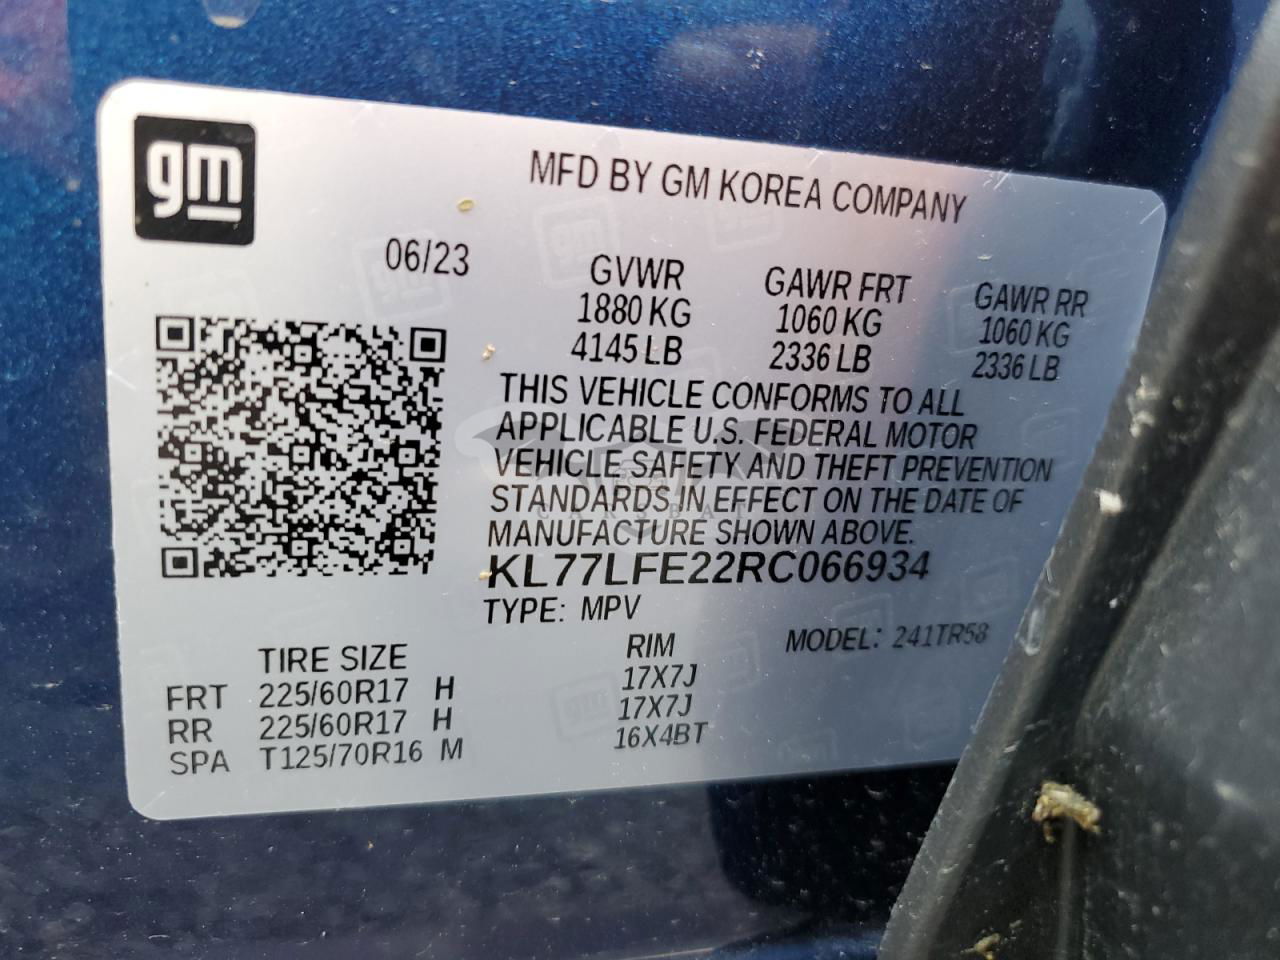 gm
MFD BY GM KOREA COMPANY
06/23
GVWR GAWR FRT GAWR RR
1880 KG 1060 KG 1060 KG
4145 LB 2336 LB 2336 LB
THIS VEHICLE CONFORMS TO ALL
APPLICABLE U.S. FEDERAL MOTOR
VEHICLE SAFETY AND THEFT PREVENTION
STANDARDS IN EFFECT ON THE DATE OF
CARSBAT
MANUFACTURE SHOWN ABOVE.
KL77LFE22RC066934
TYPE: MPV
MODEL: 241TR58
TIRE SIZE RIM
FRT 225/60R17 H 17X7J
RR 225/60R17 H 17X7J
SPA T125/70R16 M 16X4BT